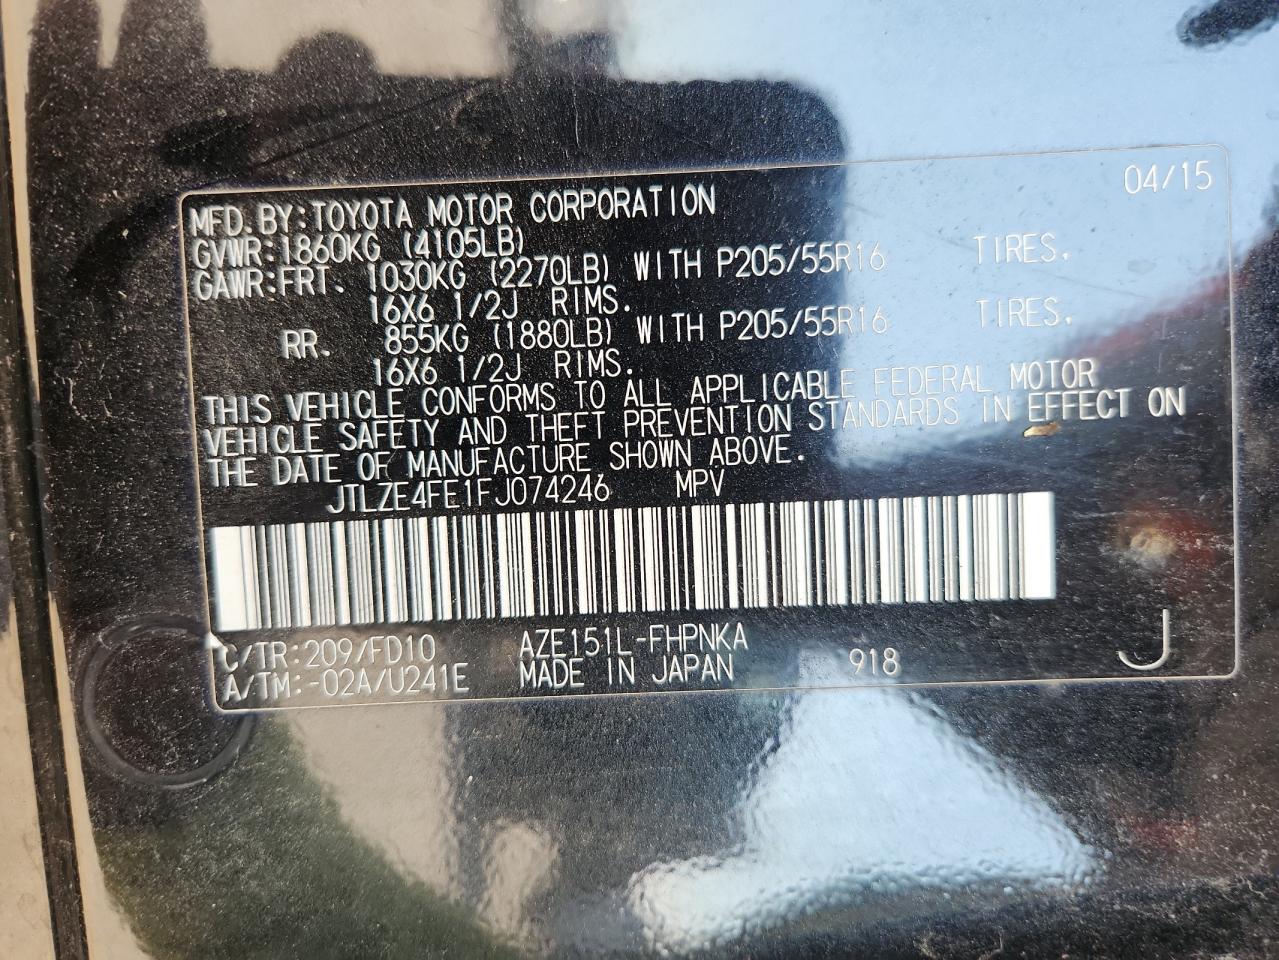 04/15
MFD.BY:TOYOTA MOTOR CORPORATION
GVWR:1860KG (4105LB)
GAWR:FRT. 1030KG (2270LB) WITH P205/55R16 TIRES,
16X6 1/2J RIMS.
RR. 855KG (1880LB) WITH P205/55R16 TIRES,
16X6 1/2J RIMS.
THIS VEHICLE CONFORMS TO ALL APPLICABLE FEDERAL MOTOR
VEHICLE SAFETY AND THEFT PREVENTION STANDARDS IN EFFECT ON
THE DATE OF MANUFACTURE SHOWN ABOVE.
JTLZE4FE1FJ074246 MPV
C/TR:209/FD10 AZE151L-FHPNKA
A/TM:-02A/U241E MADE IN JAPAN 918 J